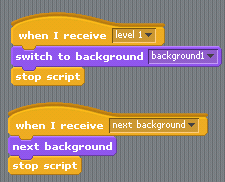 when I receive level 1
switch to background background1
stop script
when I receive next background
next background
stop script